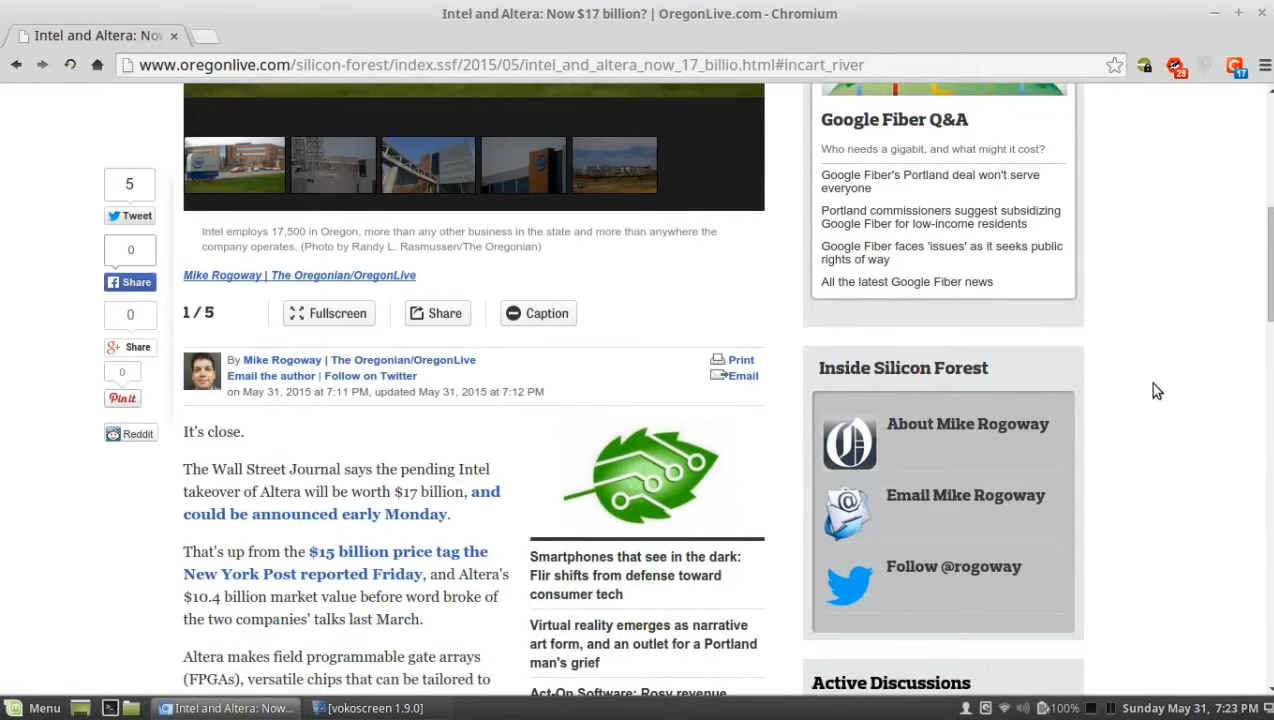 Intel and Altera: Now $17 billion? | OregonLive.com - Chromium
Intel and Altera: No
www.oregonlive.com/silicon-forest/index.ssf/2015/05/intel_and_altera_now_17_billio.html#incart_river
29
17
5
Tweet
0
Share
0
Share
0
Pin it
Reddit
Intel employs 17,500 in Oregon, more than any other business in the state and more than anywhere the
company operates. (Photo by Randy L. Rasmussen/The Oregonian)
Mike Rogoway | The Oregonian/OregonLive
1 / 5
Fullscreen
Share
Caption
By Mike Rogoway | The Oregonian/OregonLive
Email the author | Follow on Twitter
on May 31, 2015 at 7:11 PM, updated May 31, 2015 at 7:12 PM
Print
Email
It's close.
The Wall Street Journal says the pending Intel
takeover of Altera will be worth $17 billion, and
could be announced early Monday.
That's up from the $15 billion price tag the
New York Post reported Friday, and Altera's
$10.4 billion market value before word broke of
the two companies' talks last March.
Altera makes field programmable gate arrays
(FPGAs), versatile chips that can be tailored to
Smartphones that see in the dark:
Flir shifts from defense toward
consumer tech
Virtual reality emerges as narrative
art form, and an outlet for a Portland
man's grief
Act-On Software: Rosy revenue
Google Fiber Q&A
Who needs a gigabit, and what might it cost?
Google Fiber's Portland deal won't serve
everyone
Portland commissioners suggest subsidizing
Google Fiber for low-income residents
Google Fiber faces 'issues' as it seeks public
rights of way
All the latest Google Fiber news
Inside Silicon Forest
About Mike Rogoway
Email Mike Rogoway
Follow @rogoway
Active Discussions
Menu
Intel and Altera: Now...
[vokoscreen 1.9.0]
100%
Sunday May 31, 7:23 PM